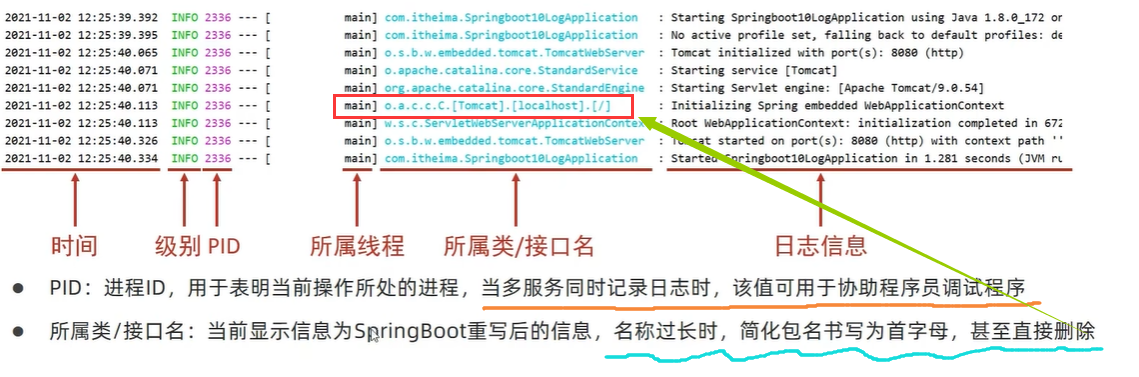 2021-11-02 12:25:39.392 INFO 2336 --- [ main] com.itheima.Springboot10LogApplication : Starting Springboot10LogApplication using Java 1.8.0_172 on
2021-11-02 12:25:39.395 INFO 2336 --- [ main] com.itheima.Springboot10LogApplication : No active profile set, falling back to default profiles: de
2021-11-02 12:25:40.065 INFO 2336 --- [ main] o.s.b.w.embedded.tomcat.TomcatWebServer : Tomcat initialized with port(s): 8080 (http)
2021-11-02 12:25:40.071 INFO 2336 --- [ main] o.apache.catalina.core.StandardService : Starting service [Tomcat]
2021-11-02 12:25:40.071 INFO 2336 --- [ main] org.apache.catalina.core.StandardEngine : Starting Servlet engine: [Apache Tomcat/9.0.54]
2021-11-02 12:25:40.113 INFO 2336 --- [ main] o.a.c.c.C.[Tomcat].[localhost].[/] : Initializing Spring embedded WebApplicationContext
2021-11-02 12:25:40.113 INFO 2336 --- [ main] w.s.c.ServletWebServerApplicationContex : Root WebApplicationContext: initialization completed in 672
2021-11-02 12:25:40.326 INFO 2336 --- [ main] o.s.b.w.embedded.tomcat.TomcatWebServer : Tomcat started on port(s): 8080 (http) with context path ''
2021-11-02 12:25:40.334 INFO 2336 --- [ main] com.itheima.Springboot10LogApplication : Started Springboot10LogApplication in 1.281 seconds (JVM ru
时间 级别 PID 所属线程 所属类/接口名 日志信息
● PID：进程ID，用于表明当前操作所处的进程，当多服务同时记录日志时，该值可用于协助程序员调试程序
● 所属类/接口名：当前显示信息为SpringBoot重写后的信息，名称过长时，简化包名书写为首字母，甚至直接删除